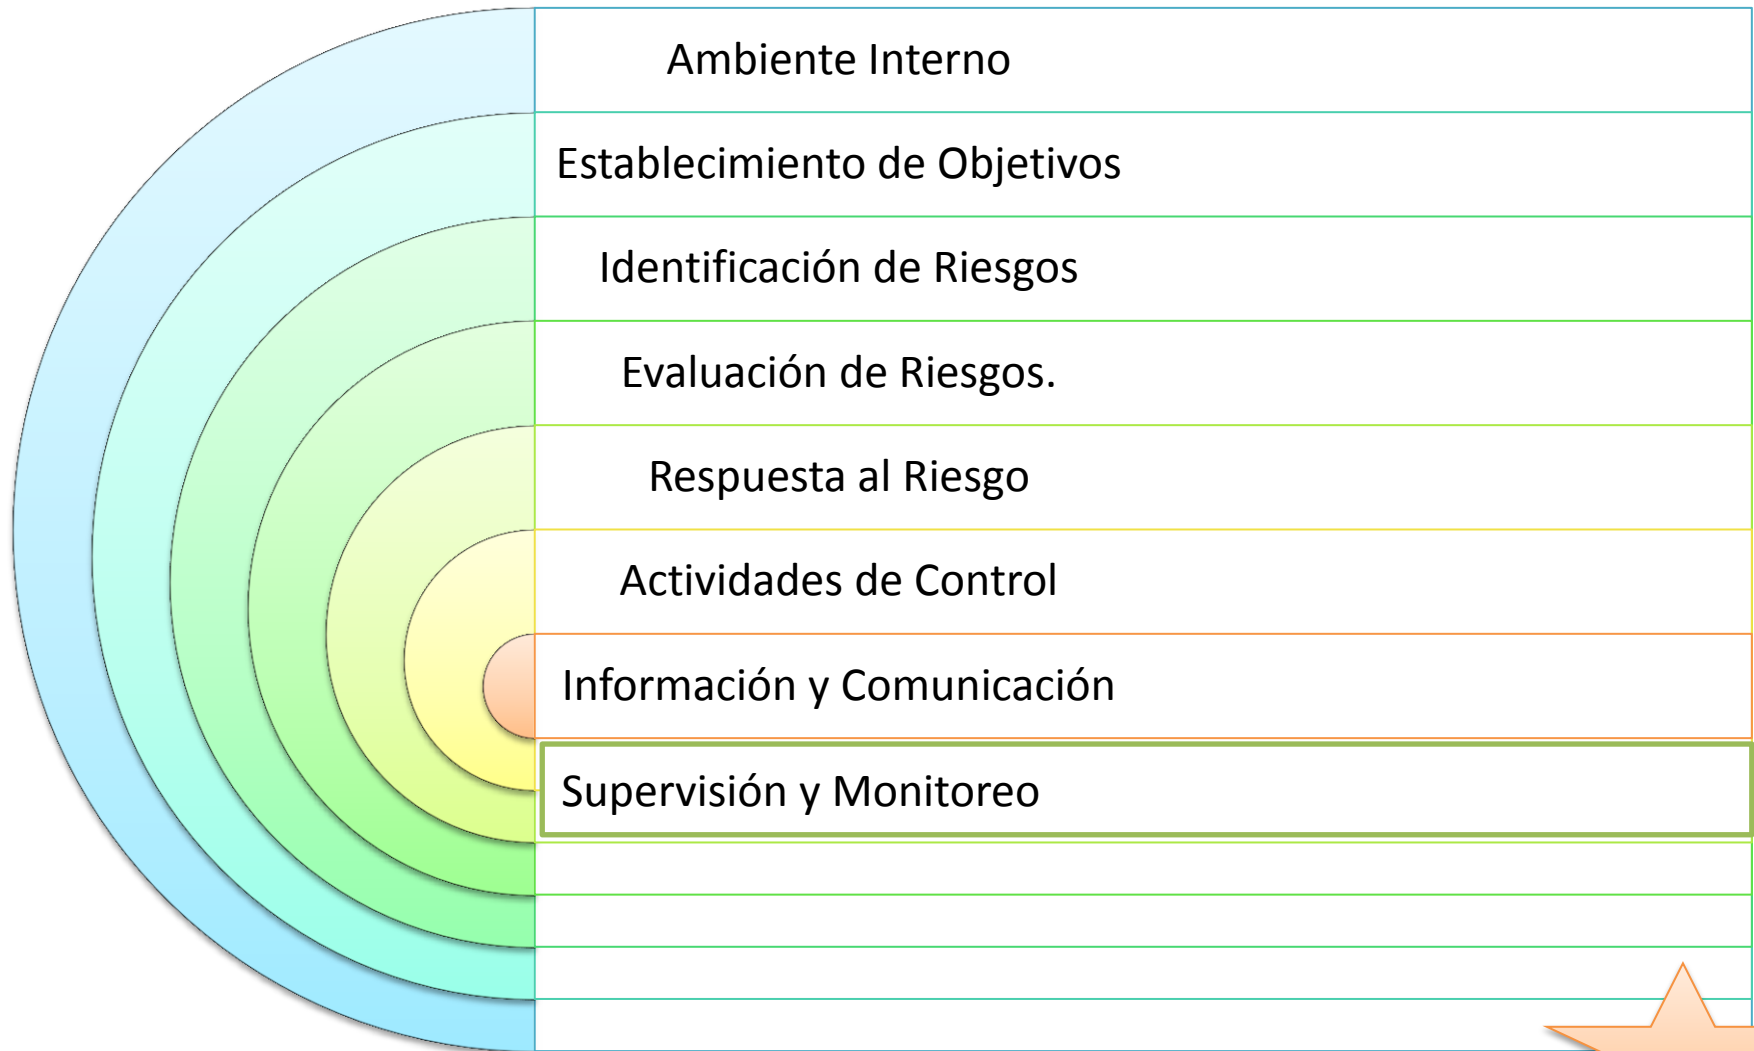 Ambiente Interno
Establecimiento de Objetivos
Identificación de Riesgos
Evaluación de Riesgos.
Respuesta al Riesgo
Actividades de Control
Información y Comunicación
Supervisión y Monitoreo